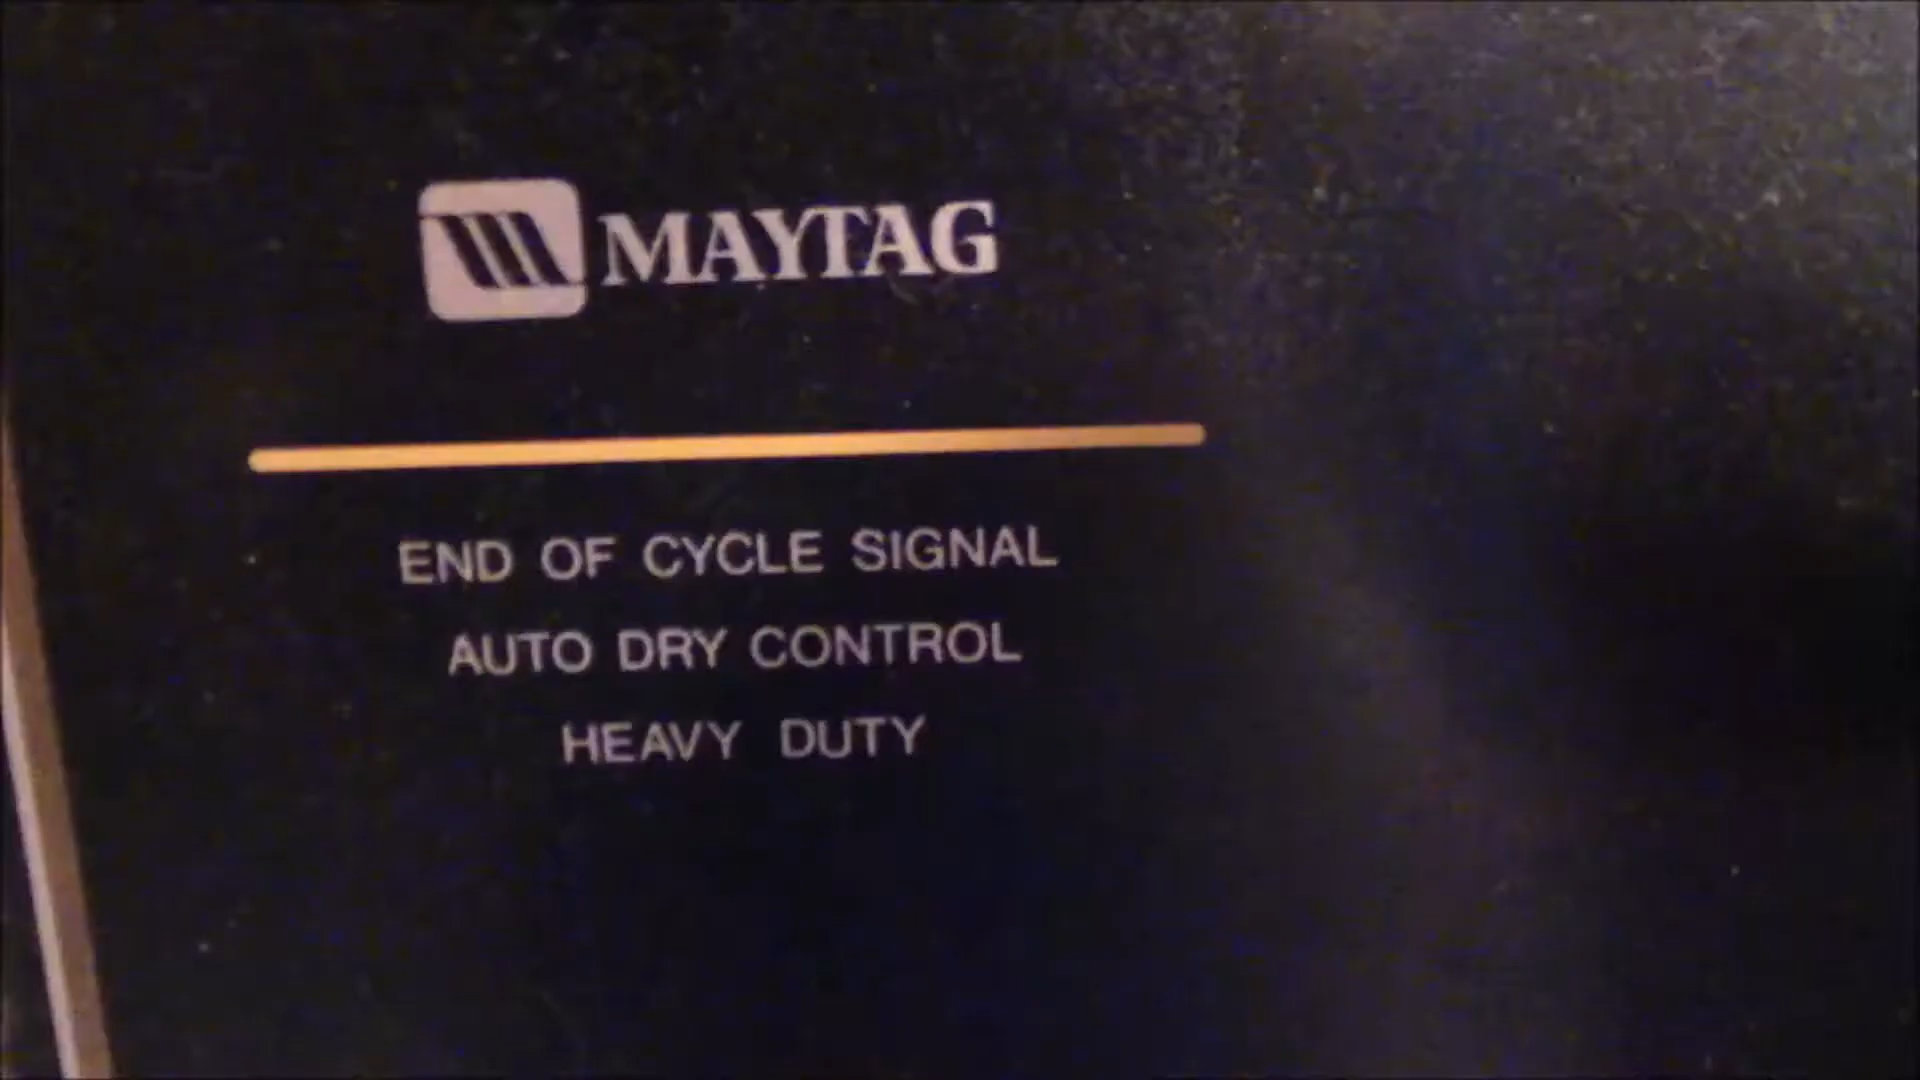 MAYTAG
END OF CYCLE SIGNAL
AUTO DRY CONTROL
HEAVY DUTY